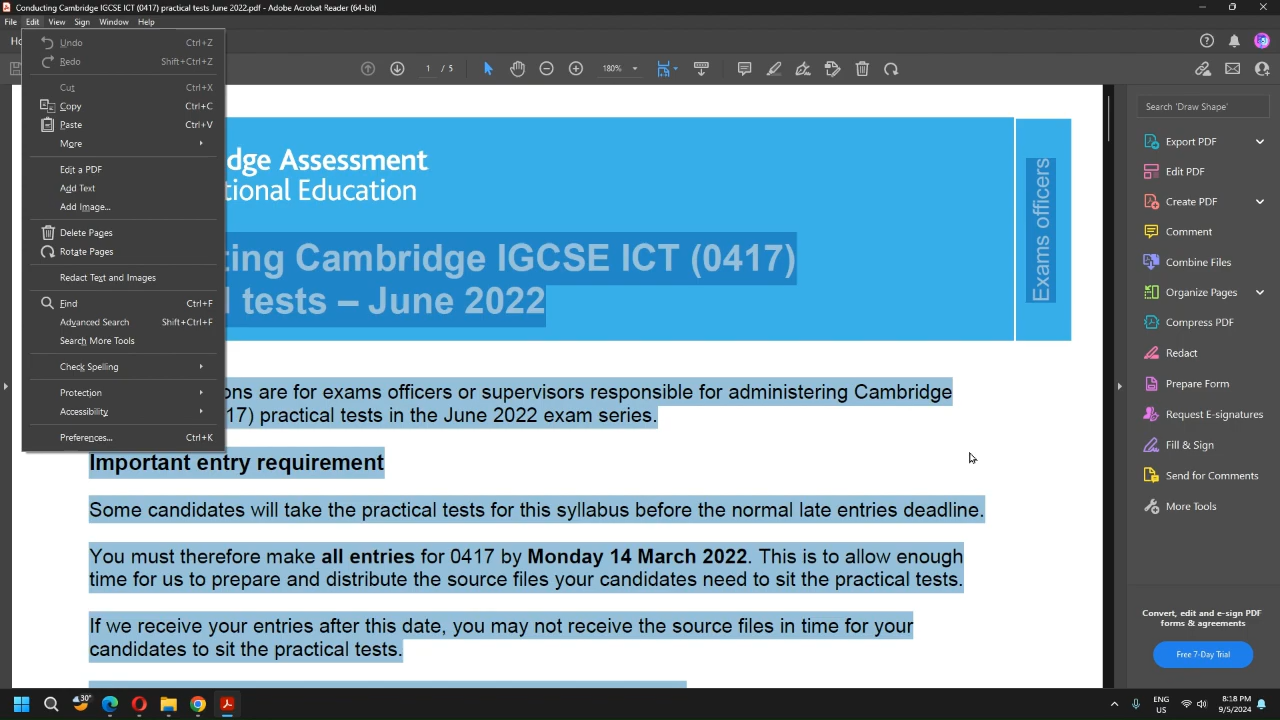 Conducting Cambridge IGCSE ICT (0417) practical tests June 2022.pdf - Adobe Acrobat Reader (64-bit)
File Edit View Sign Window Help
Ho
1 / 5
180%
Undo Ctrl+Z
Redo Shift+Ctrl+Z
Cut Ctrl+X
Copy Ctrl+C
Paste Ctrl+V
More
Edit a PDF
Add Text
Add Image...
Delete Pages
Rotate Pages
Redact Text and Images
Find Ctrl+F
Advanced Search Shift+Ctrl+F
Search More Tools
Check Spelling
Protection
Accessibility
Preferences... Ctrl+K
dge Assessment
tional Education
ting Cambridge IGCSE ICT (0417)
l tests – June 2022
Exams officers
ons are for exams officers or supervisors responsible for administering Cambridge
17) practical tests in the June 2022 exam series.
Important entry requirement
Some candidates will take the practical tests for this syllabus before the normal late entries deadline.
You must therefore make all entries for 0417 by Monday 14 March 2022. This is to allow enough
time for us to prepare and distribute the source files your candidates need to sit the practical tests.
If we receive your entries after this date, you may not receive the source files in time for your
candidates to sit the practical tests.
Search 'Draw Shape'
Export PDF
Edit PDF
Create PDF
Comment
Combine Files
Organize Pages
Compress PDF
Redact
Prepare Form
Request E-signatures
Fill & Sign
Send for Comments
More Tools
Convert, edit and e-sign PDF
forms & agreements
Free 7-Day Trial
30°
ENG
US
8:18 PM
9/5/2024